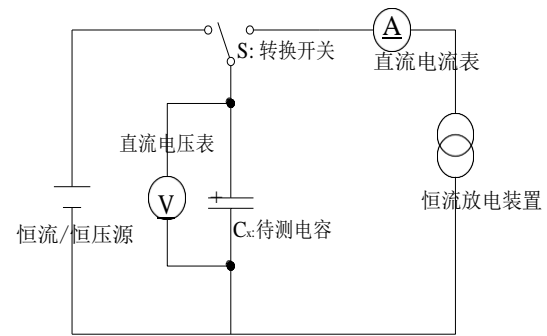 A
S: 转换开关
直流电流表
直流电压表
V
+
恒流放电装置
Cx:待测电容
恒流/恒压源